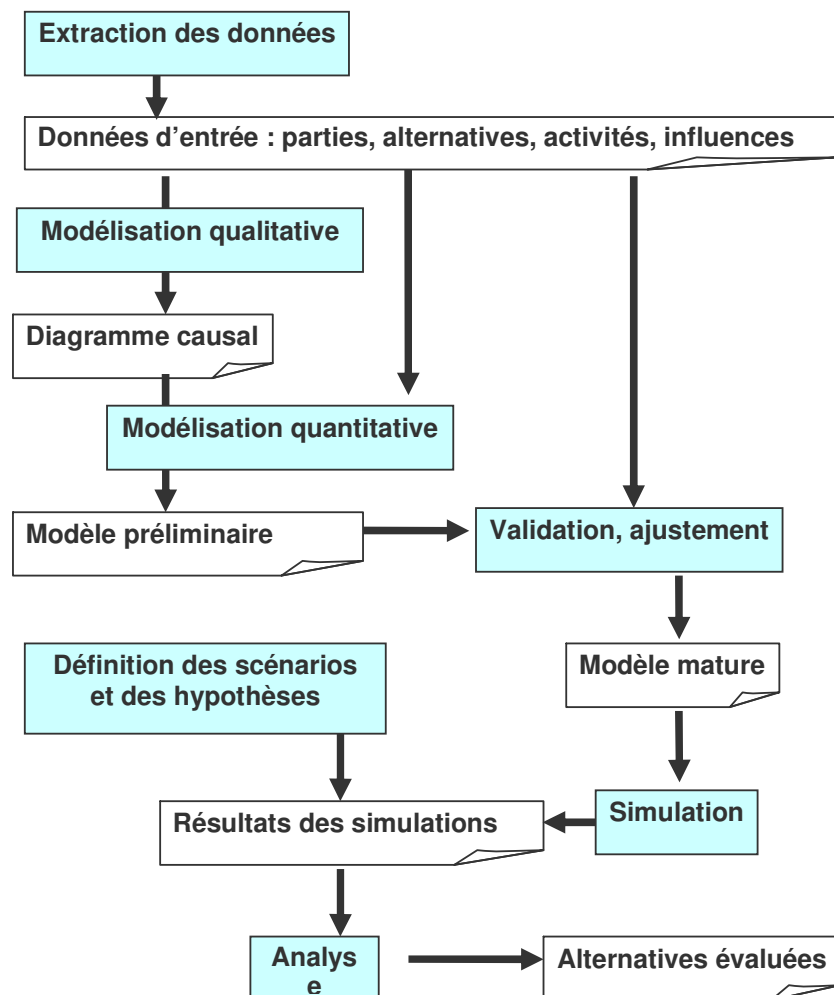 Extraction des données
Données d'entrée : parties, alternatives, activités, influences
Modélisation qualitative
Diagramme causal
Modélisation quantitative
Modèle préliminaire
Validation, ajustement
Définition des scénarios
et des hypothèses
Modèle mature
Résultats des simulations
Simulation
Analys
e
Alternatives évaluées